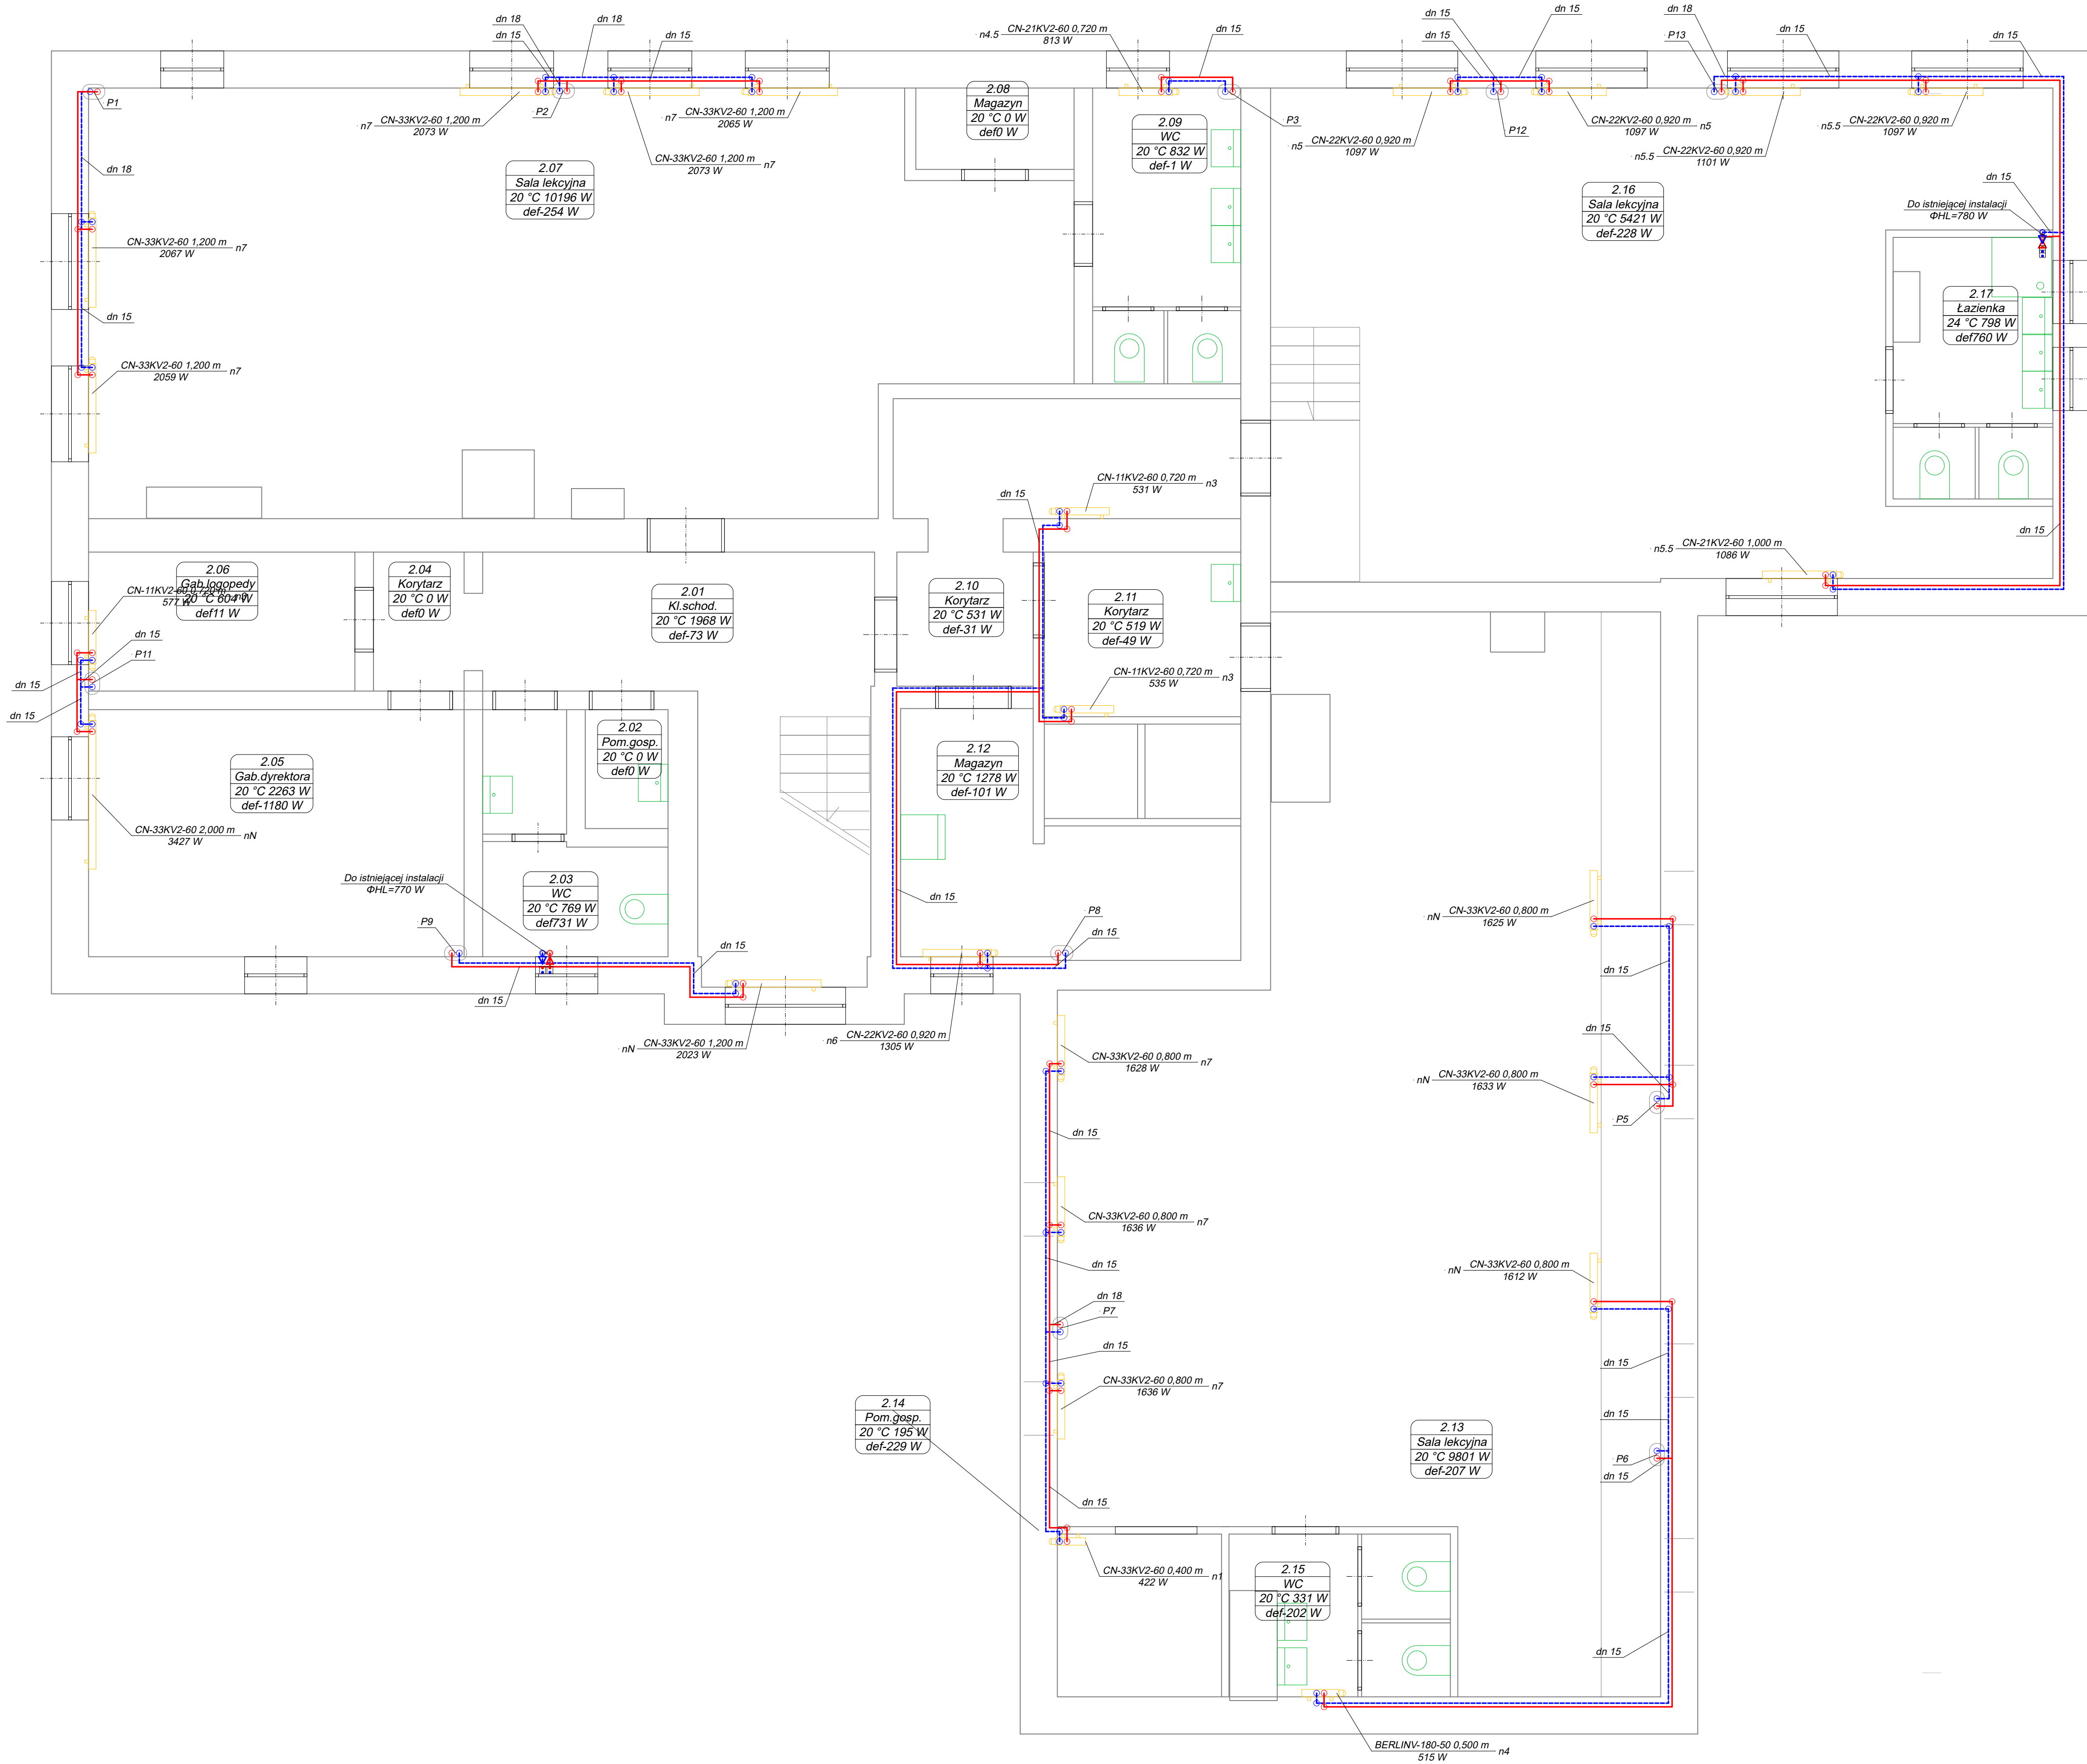 dn 18
dn 15
dn 18
dn 15
P1
P2
n7 CN-33KV2-60 1,200 m
2073 W
n7 CN-33KV2-60 1,200 m
2065 W
CN-33KV2-60 1,200 m n7
2073 W
n4.5 CN-21KV2-60 0,720 m
813 W
dn 15
P3
dn 15
dn 15
dn 15
n5 CN-22KV2-60 0,920 m
1097 W
P12
CN-22KV2-60 0,920 m n5
1097 W
dn 18
P13
dn 15
dn 15
n5.5 CN-22KV2-60 0,920 m
1101 W
n5.5 CN-22KV2-60 0,920 m
1097 W
2.08
Magazyn
20 °C 0 W
def0 W
2.09
WC
20 °C 832 W
def-1 W
dn 18
2.07
Sala lekcyjna
20 °C 10196 W
def-254 W
2.16
Sala lekcyjna
20 °C 5421 W
def-228 W
dn 15
Do istniejącej instalacji
ΦHL=780 W
CN-33KV2-60 1,200 m n7
2067 W
dn 15
2.17
Łazienka
24 °C 798 W
def760 W
CN-33KV2-60 1,200 m n7
2059 W
CN-11KV2-60 0,720 m n3
531 W
dn 15
dn 15
n5.5 CN-21KV2-60 1,000 m
1086 W
2.06
Gab.logopedy
20 °C 604 W
def11 W
CN-11KV2-60 0,720 m
577 W
2.04
Korytarz
20 °C 0 W
def0 W
2.01
Kl.schod.
20 °C 1968 W
def-73 W
2.10
Korytarz
20 °C 531 W
def-31 W
2.11
Korytarz
20 °C 519 W
def-49 W
dn 15
P11
dn 15
dn 15
CN-11KV2-60 0,720 m n3
535 W
2.05
Gab.dyrektora
20 °C 2263 W
def-1180 W
2.02
Pom.gosp.
20 °C 0 W
def0 W
2.12
Magazyn
20 °C 1278 W
def-101 W
CN-33KV2-60 2,000 m nN
3427 W
Do istniejącej instalacji
ΦHL=770 W
2.03
WC
20 °C 769 W
def731 W
P9
dn 15
dn 15
dn 15
P8
dn 15
nN CN-33KV2-60 0,800 m
1625 W
dn 15
nN CN-33KV2-60 1,200 m
2023 W
n6 CN-22KV2-60 0,920 m
1305 W
dn 15
CN-33KV2-60 0,800 m n7
1628 W
nN CN-33KV2-60 0,800 m
1633 W
P5
dn 15
CN-33KV2-60 0,800 m n7
1636 W
dn 15
nN CN-33KV2-60 0,800 m
1612 W
dn 18
P7
dn 15
dn 15
CN-33KV2-60 0,800 m n7
1636 W
2.14
Pom.gosp.
20 °C 195 W
def-229 W
2.13
Sala lekcyjna
20 °C 9801 W
def-207 W
dn 15
P6
dn 15
dn 15
CN-33KV2-60 0,400 m n1
422 W
2.15
WC
20 °C 331 W
def-202 W
dn 15
BERLINV-180-50 0,500 m n4
515 W